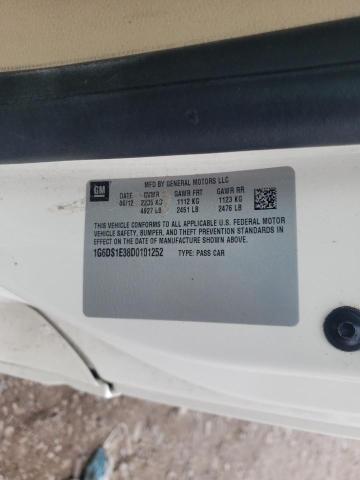 GM
MFD BY GENERAL MOTORS LLC
DATE GVWR GAWR FRT GAWR RR
06/12 2235 KG 1112 KG 1123 KG
4927 LB 2451 LB 2476 LB
THIS VEHICLE CONFORMS TO ALL APPLICABLE U.S. FEDERAL MOTOR
VEHICLE SAFETY, BUMPER, AND THEFT PREVENTION STANDARDS IN
EFFECT ON THE DATE OF MANUFACTURE SHOWN ABOVE.
1G6DS1E38D0101252 TYPE: PASS CAR